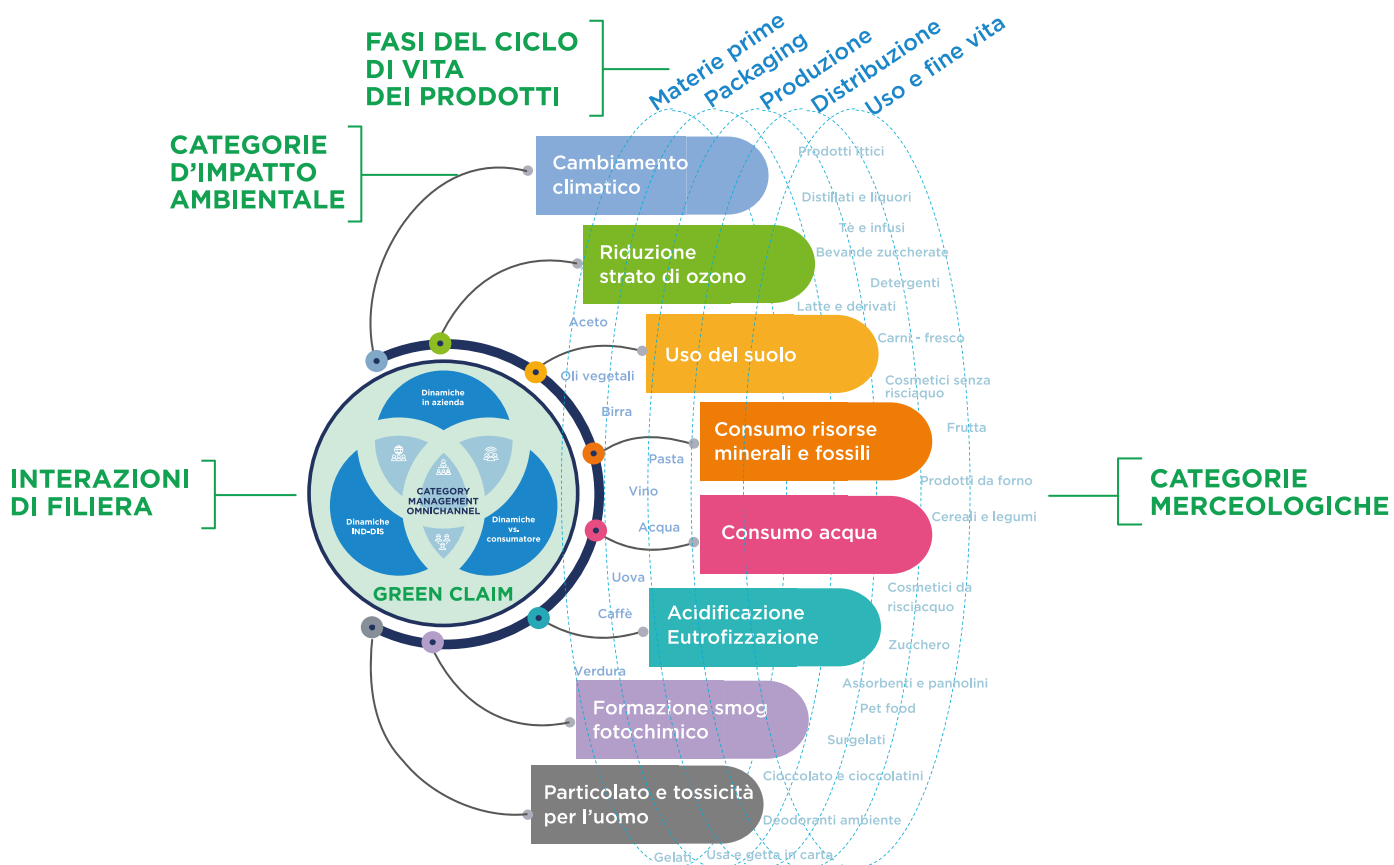 FASI DEL CICLO
DI VITA
DEI PRODOTTI
Materie prime
Packaging
Produzione
Distribuzione
Uso e fine vita
CATEGORIE
D'IMPATTO
AMBIENTALE
Cambiamento
climatico
Prodotti ittici
Distillati e liquori
Tè e infusi
Riduzione
strato di ozono
Bevande zuccherate
Detergenti
Latte e derivati
Aceto
Uso del suolo
Carni - fresco
Oli vegetali
Cosmetici senza
risciaquo
Birra
Consumo risorse
minerali e fossili
Frutta
Pasta
Prodotti da forno
Vino
Cereali e legumi
Acqua
Consumo acqua
Uova
Cosmetici da
risciacquo
Caffè
Acidificazione
Eutrofizzazione
Zucchero
Verdura
Assorbenti e pannolini
Formazione smog
fotochimico
Pet food
Surgelati
Particolato e tossicità
per l'uomo
Cioccolato e cioccolatini
Deodoranti ambiente
Gelati
Usa e getta in carta
INTERAZIONI
DI FILIERA
Dinamiche
in azienda
CATEGORY
MANAGEMENT
OMNICHANNEL
Dinamiche
IND-DIS
Dinamiche
vs.
consumatore
GREEN CLAIM
CATEGORIE
MERCEOLOGICHE